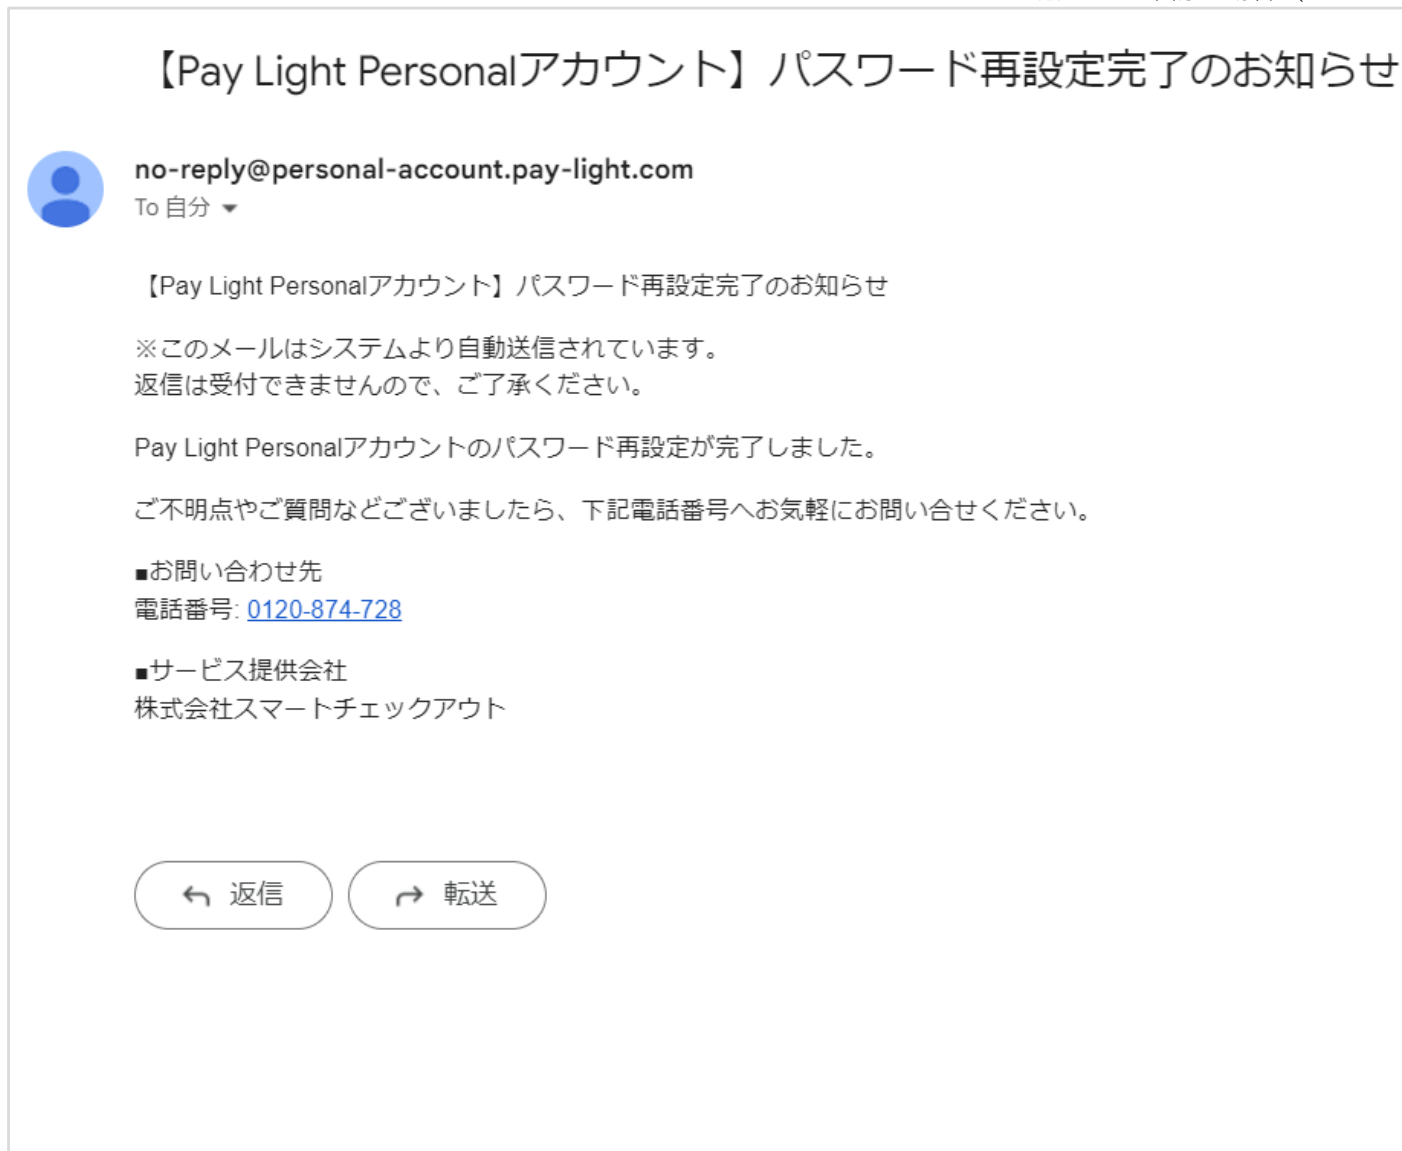 【Pay Light Personalアカウント】パスワード再設定完了のお知らせ
no-reply@personal-account.pay-light.com
To 自分
【Pay Light Personalアカウント】パスワード再設定完了のお知らせ
※このメールはシステムより自動送信されています。
返信は受付できませんので、ご了承ください。
Pay Light Personalアカウントのパスワード再設定が完了しました。
ご不明点やご質問などございましたら、下記電話番号へお気軽にお問い合せください。
■お問い合わせ先
電話番号: 0120-874-728
■サービス提供会社
株式会社スマートチェックアウト
返信
転送